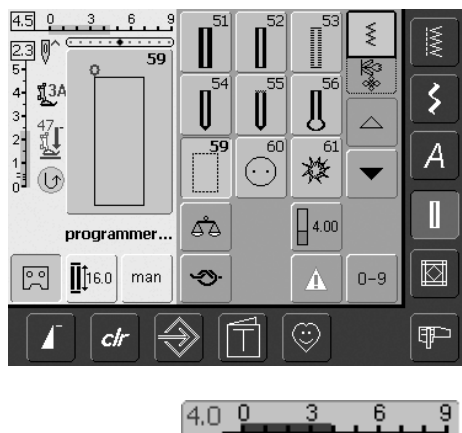 4.5 0 3 6 9 51 52 53
2.3 59
5
4 3A 54 55 56
3
2 47
1 59 60 61
0
programmer... 4.00
16.0 man 0-9
A
clr T
4.0 0 3 6 9